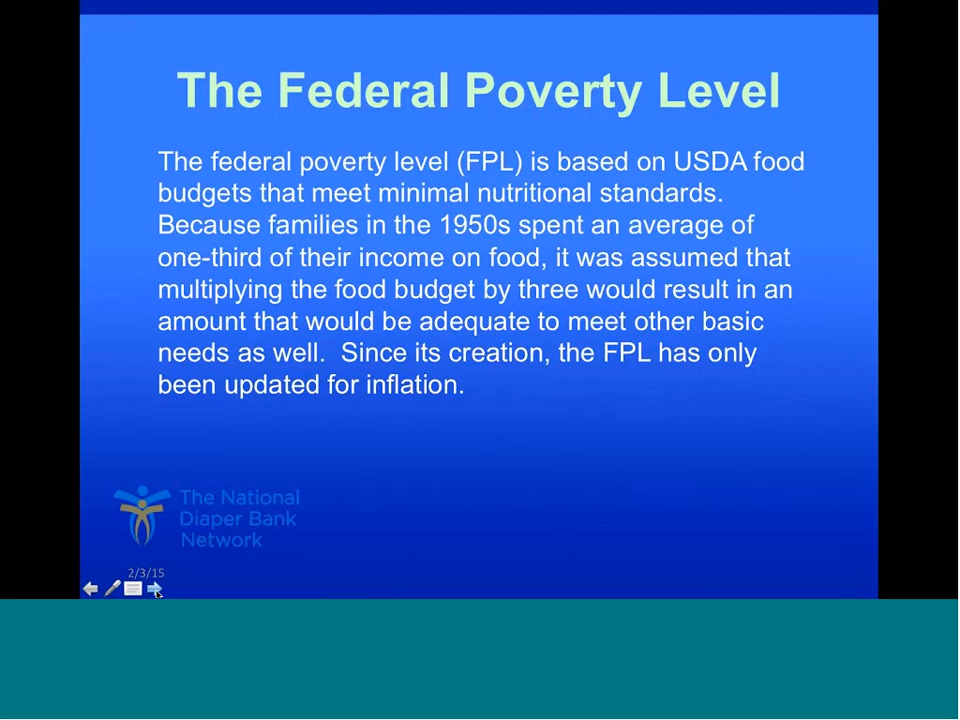 The Federal Poverty Level
The federal poverty level (FPL) is based on USDA food
budgets that meet minimal nutritional standards.
Because families in the 1950s spent an average of
one-third of their income on food, it was assumed that
multiplying the food budget by three would result in an
amount that would be adequate to meet other basic
needs as well.  Since its creation, the FPL has only
been updated for inflation.
The National
Diaper Bank
Network
2/3/15